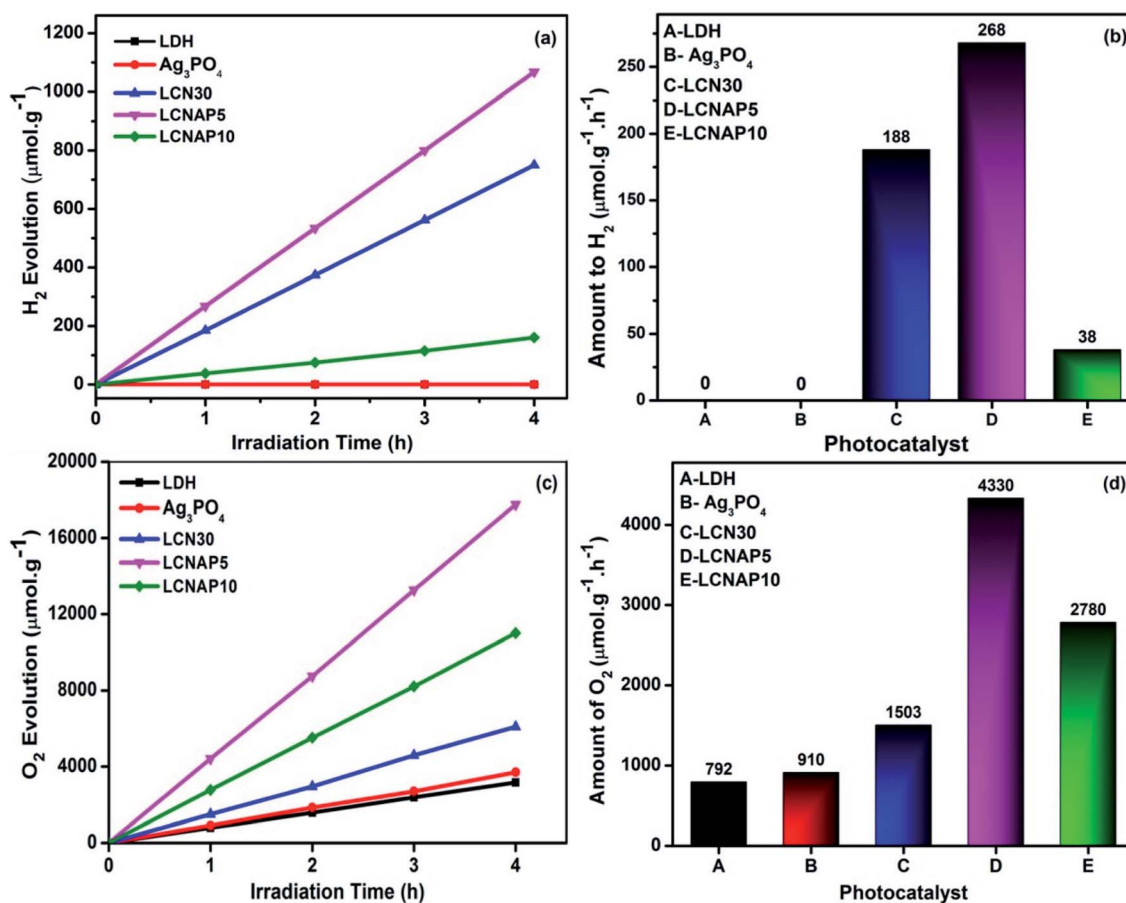 (a)
LDH
Ag₃PO₄
LCN30
LCNAP5
LCNAP10
H₂ Evolution (μmol.g⁻¹)
1200
1000
800
600
400
200
0
0 1 2 3 4
Irradiation Time (h)
(b)
A-LDH
B- Ag₃PO₄
C-LCN30
D-LCNAP5
E-LCNAP10
Amount to H₂ (μmol.g⁻¹.h⁻¹)
250
200
150
100
50
0
0 0 188 268 38
A B C D E
Photocatalyst
(c)
LDH
Ag₃PO₄
LCN30
LCNAP5
LCNAP10
O₂ Evolution (μmol.g⁻¹)
20000
16000
12000
8000
4000
0
0 1 2 3 4
Irradiation Time (h)
(d)
A-LDH
B- Ag₃PO₄
C-LCN30
D-LCNAP5
E-LCNAP10
Amount of O₂ (μmol.g⁻¹.h⁻¹)
4000
3000
2000
1000
0
792 910 1503 4330 2780
A B C D E
Photocatalyst